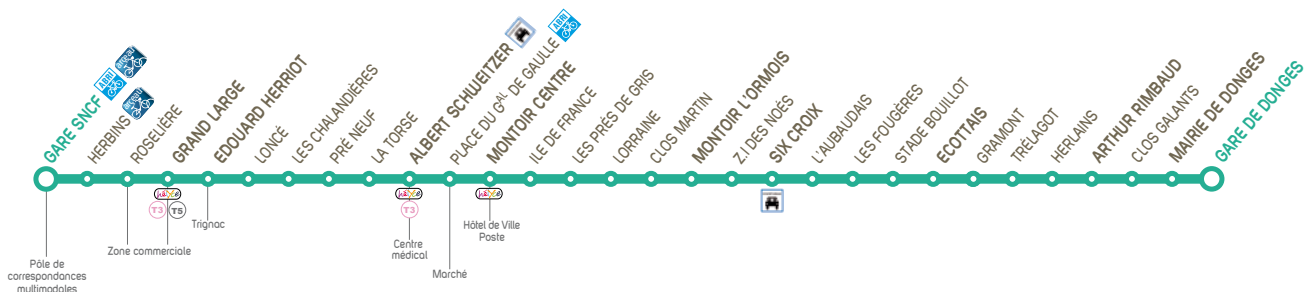 GARE SNCF
ABRI
HERBINS
ROSELIÈRE
GRAND LARGE
EDOUARD HERRIOT
LONCÉ
LES CHALANDIÈRES
PRÉ NEUF
LA TORSE
ALBERT SCHWEITZER
PLACE DU GAL DE GAULLE
ABRI
MONTOIR CENTRE
ILE DE FRANCE
LES PRÉS DE GRIS
LORRAINE
CLOS MARTIN
MONTOIR L'ORMOIS
Z.I DES NOÉS
SIX CROIX
L'AUBAUDAIS
LES FOUGÈRES
STADE BOUILLOT
ECOTTAIS
GRAMONT
TRÉLAGOT
HERLAINS
ARTHUR RIMBAUD
CLOS GALANTS
MAIRIE DE DONGES
GARE DE DONGES
T3 T5
T3
Pôle de
correspondances
multimodales
Zone commerciale
Trignac
Centre
médical
Marché
Hôtel de Ville
Poste